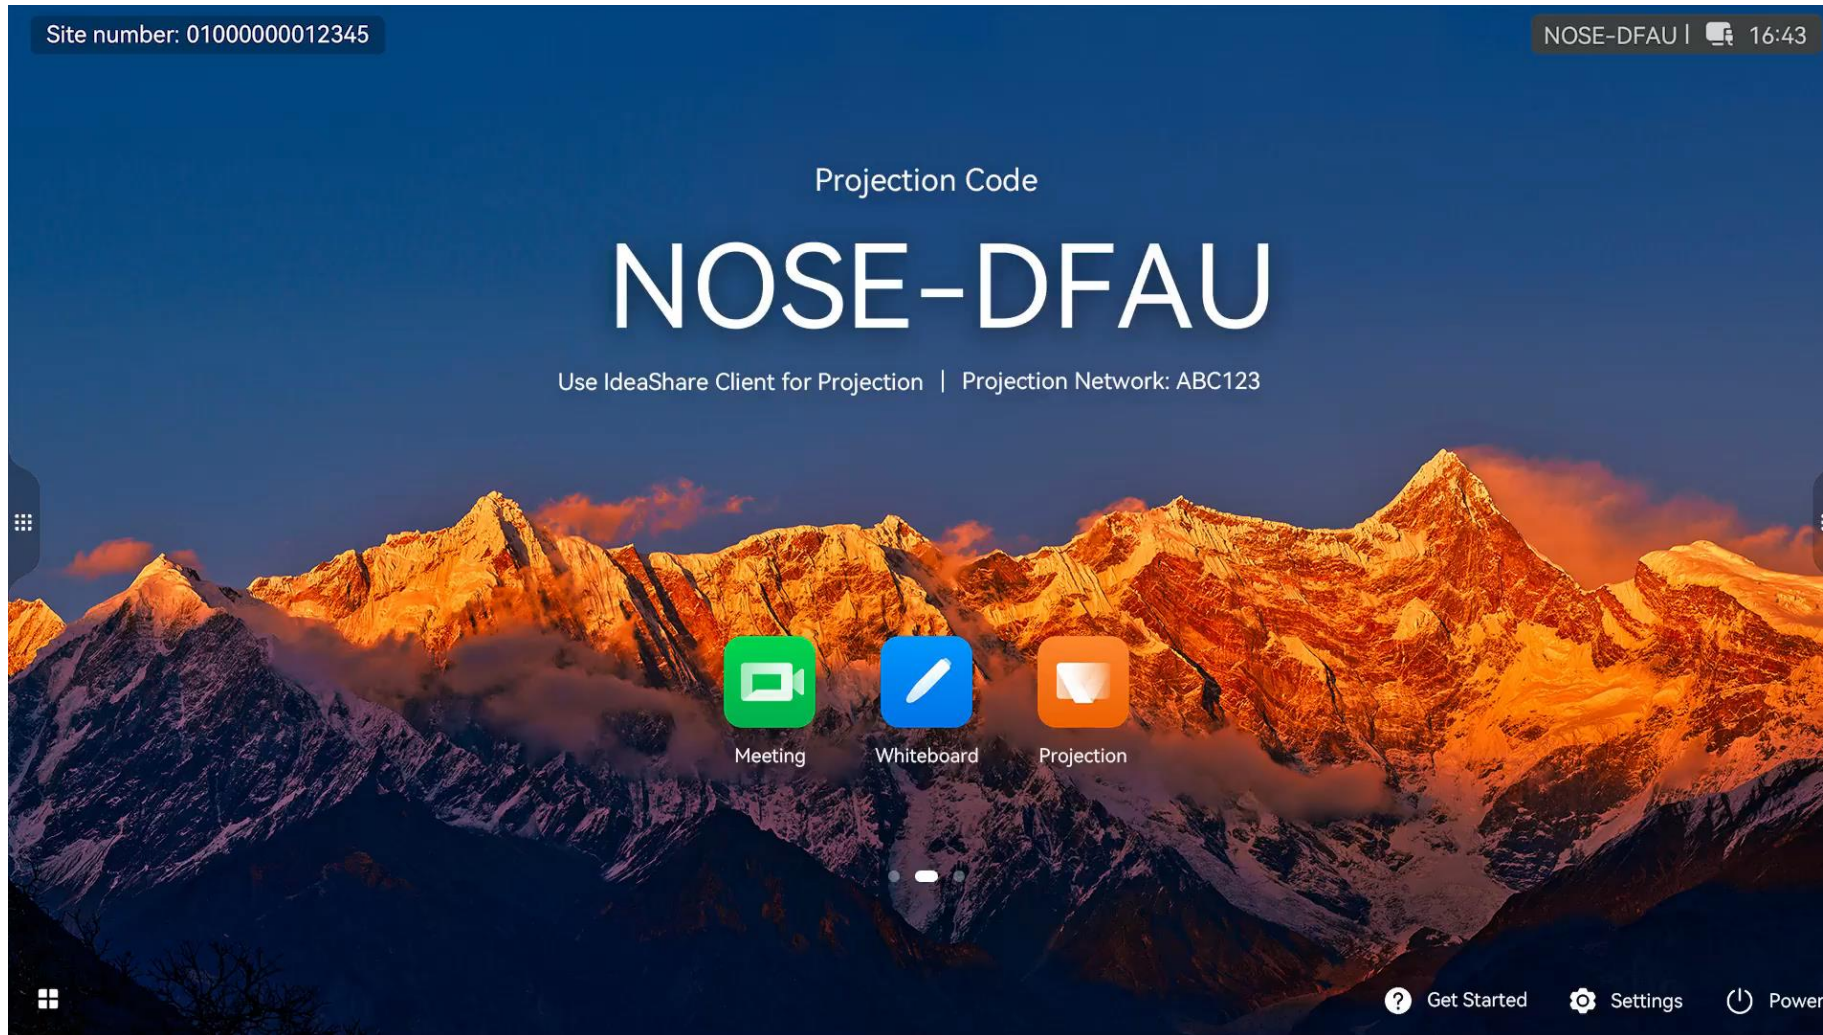 Site number: 01000000012345
NOSE-DFAU | 16:43
Projection Code
NOSE-DFAU
Use IdeaShare Client for Projection | Projection Network: ABC123
Meeting Whiteboard Projection
Get Started Settings Power